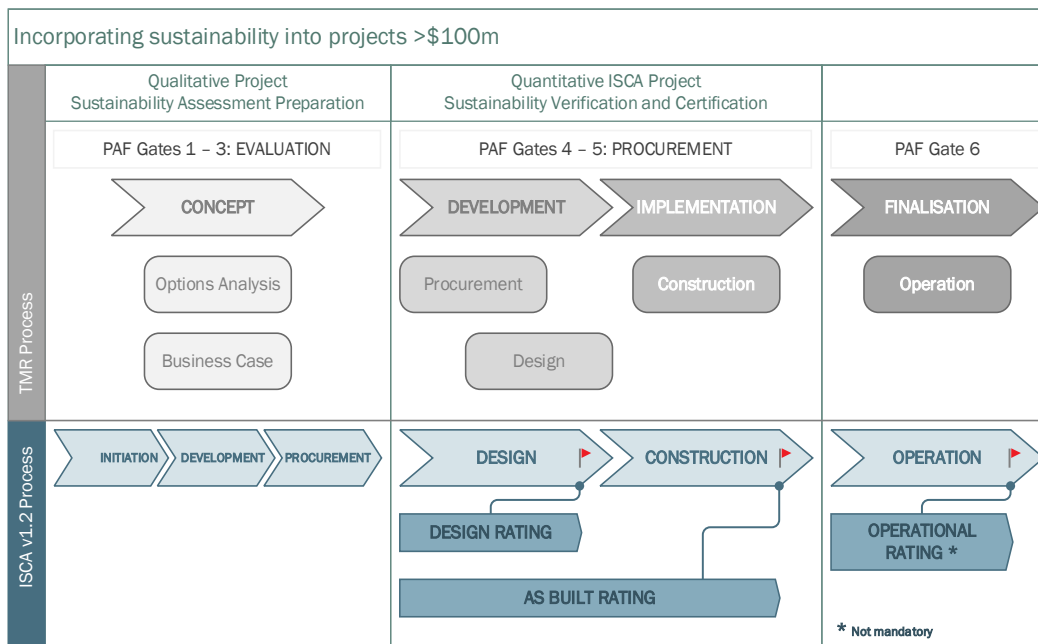 Incorporating sustainability into projects >$100m
Qualitative Project
Sustainability Assessment Preparation
Quantitative ISCA Project
Sustainability Verification and Certification
TMR Process
PAF Gates 1 – 3: EVALUATION
PAF Gates 4 – 5: PROCUREMENT
PAF Gate 6
CONCEPT
DEVELOPMENT
IMPLEMENTATION
FINALISATION
Options Analysis
Procurement
Construction
Operation
Business Case
Design
ISCA v1.2 Process
INITIATION
DEVELOPMENT
PROCUREMENT
DESIGN
CONSTRUCTION
OPERATION
DESIGN RATING
OPERATIONAL
RATING *
AS BUILT RATING
* Not mandatory